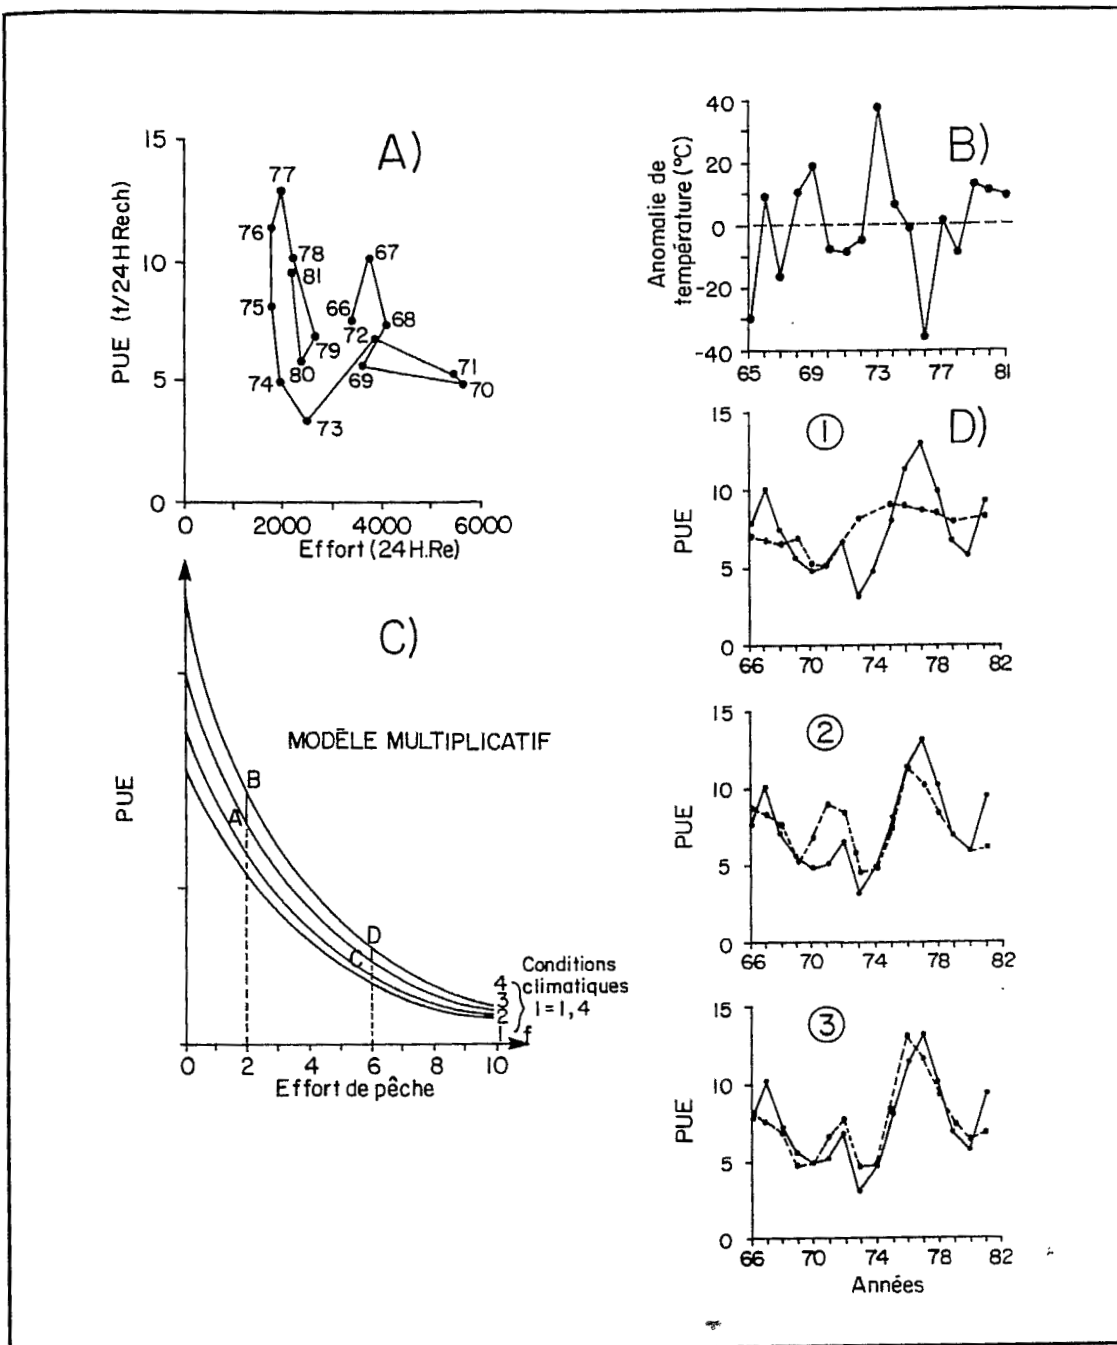 A)
PUE (t/24HRech)
15
10
5
0
77
76
78
81
75
79
80
74
73
67
66
68
72
69
71
70
0 2000 4000 6000
Effort (24H.Re)
B)
Anomalie de
température (°C)
40
20
0
-20
-40
65 69 73 77 81
C)
MODÈLE MULTIPLICATIF
PUE
B
A
D
C
4
3
2
1
Conditions
climatiques
I=1,4
f
0 2 4 6 8 10
Effort de pêche
D)
1
PUE
15
10
5
0
66 70 74 78 82
2
PUE
15
10
5
0
66 70 74 78 82
3
PUE
15
10
5
0
66 70 74 78 82
Années